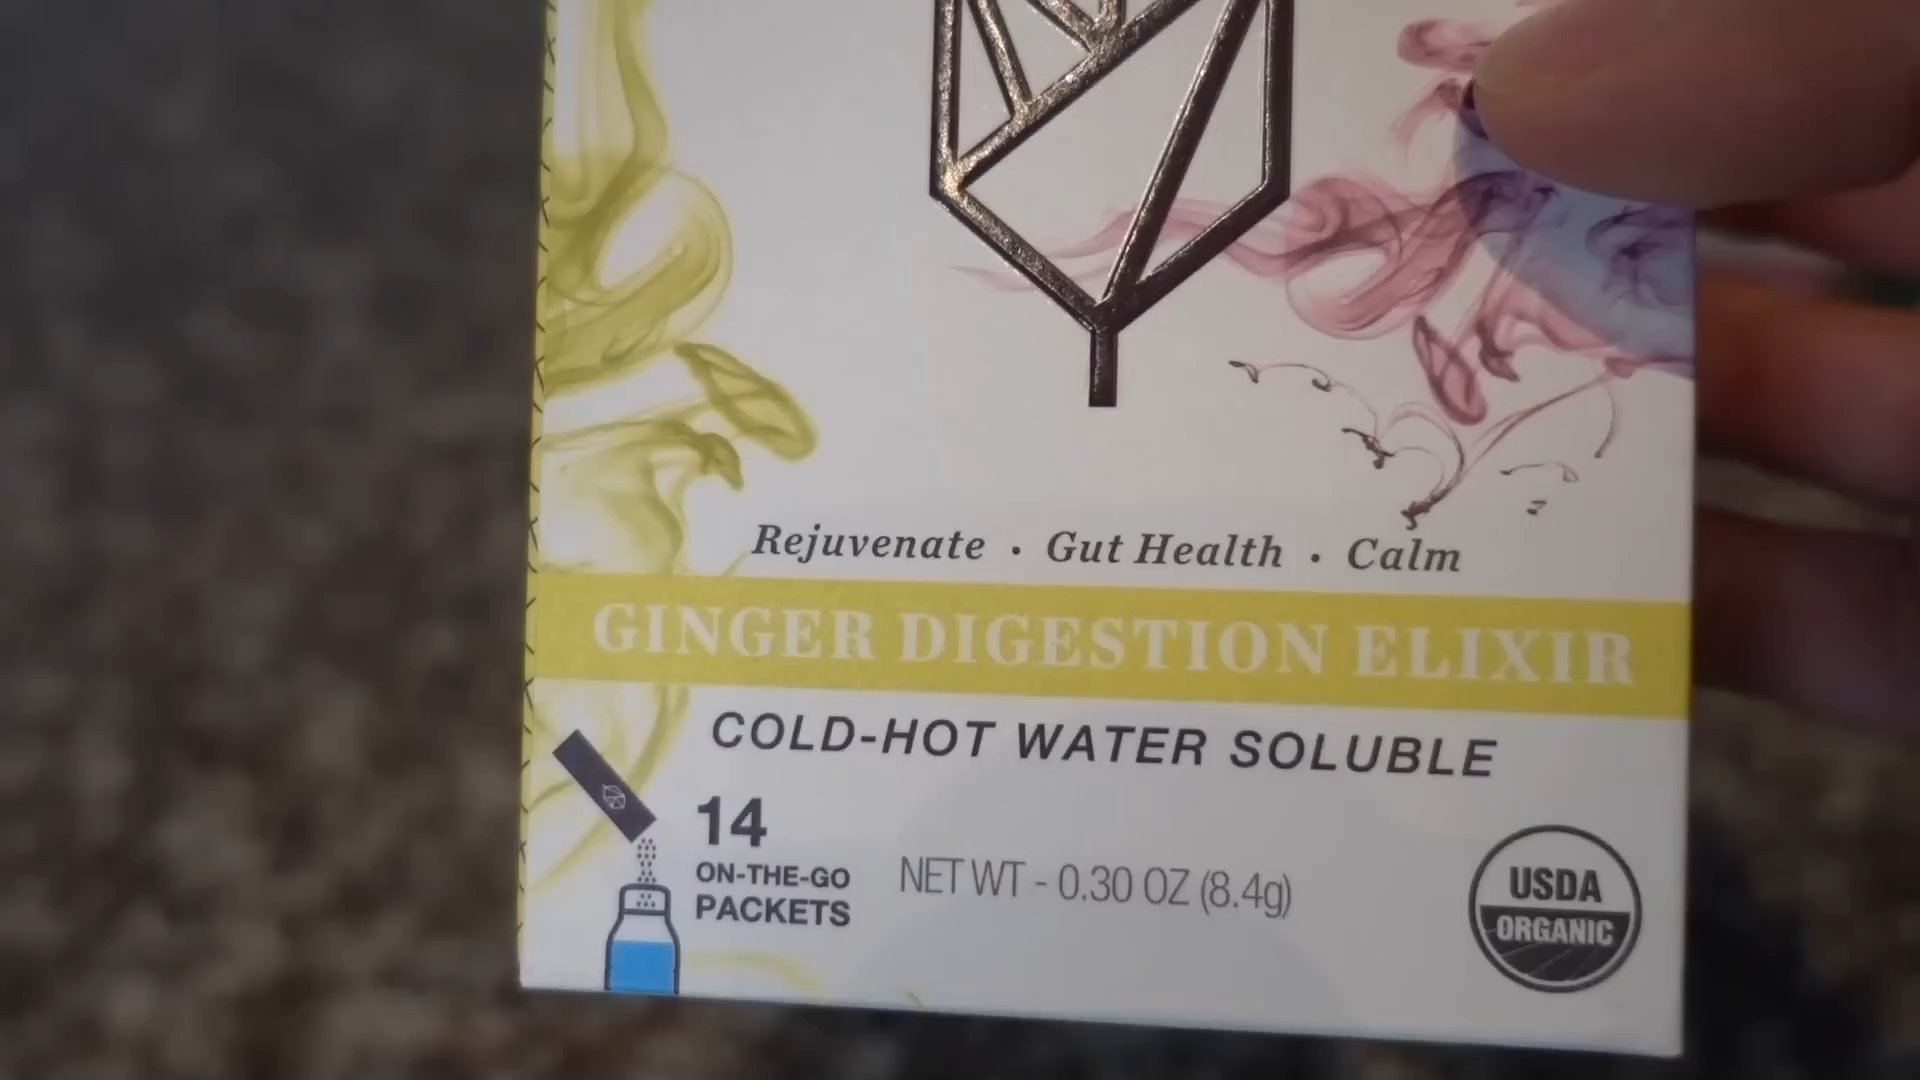 Rejuvenate · Gut Health · Calm
GINGER DIGESTION ELIXIR
COLD-HOT WATER SOLUBLE
14
ON-THE-GO
PACKETS
NET WT - 0.30 OZ (8.4g)
USDA
ORGANIC